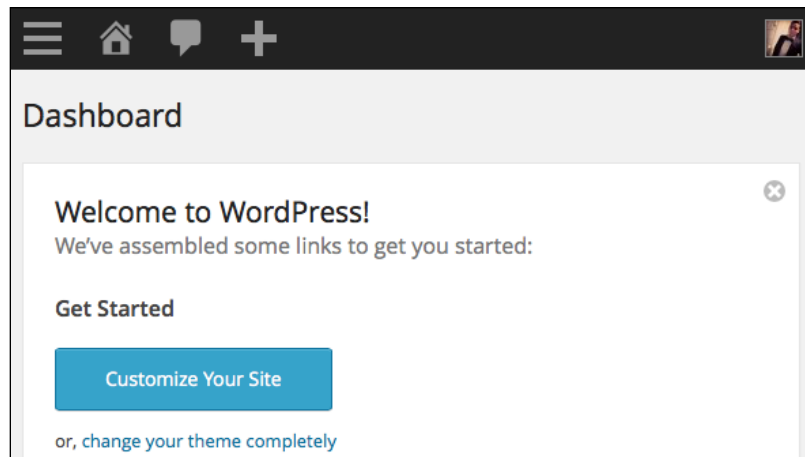 Dashboard
Welcome to WordPress!
We've assembled some links to get you started:
Get Started
Customize Your Site
or, change your theme completely